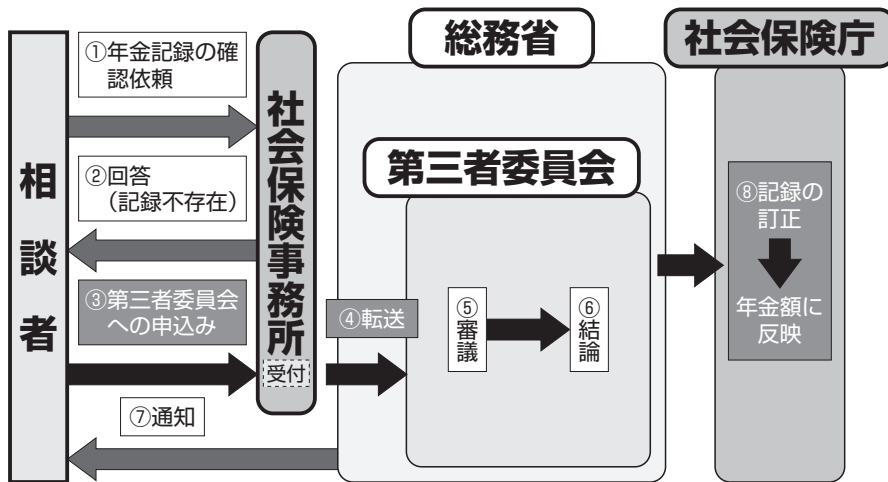 総務省
社会保険庁
①年金記録の確
認依頼
社会保険事務所
第三者委員会
相談者
②回答
（記録不存在）
⑧記録の
訂正
③第三者委員会
への申込み
④転送
⑤審議
⑥結論
年金額に
反映
受付
⑦通知